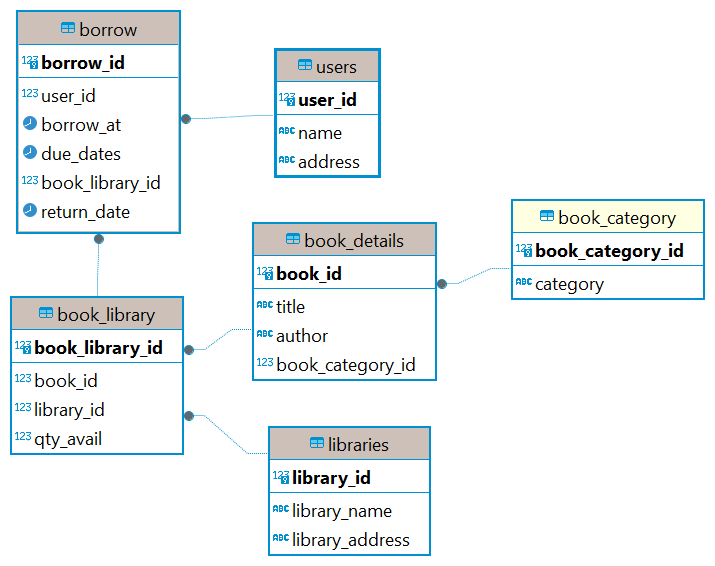 borrow
123 borrow_id
123 user_id
borrow_at
due_dates
123 book_library_id
return_date
users
123 user_id
ABC name
ABC address
book_details
123 book_id
ABC title
ABC author
123 book_category_id
book_category
123 book_category_id
ABC category
book_library
123 book_library_id
123 book_id
123 library_id
123 qty_avail
libraries
123 library_id
ABC library_name
ABC library_address